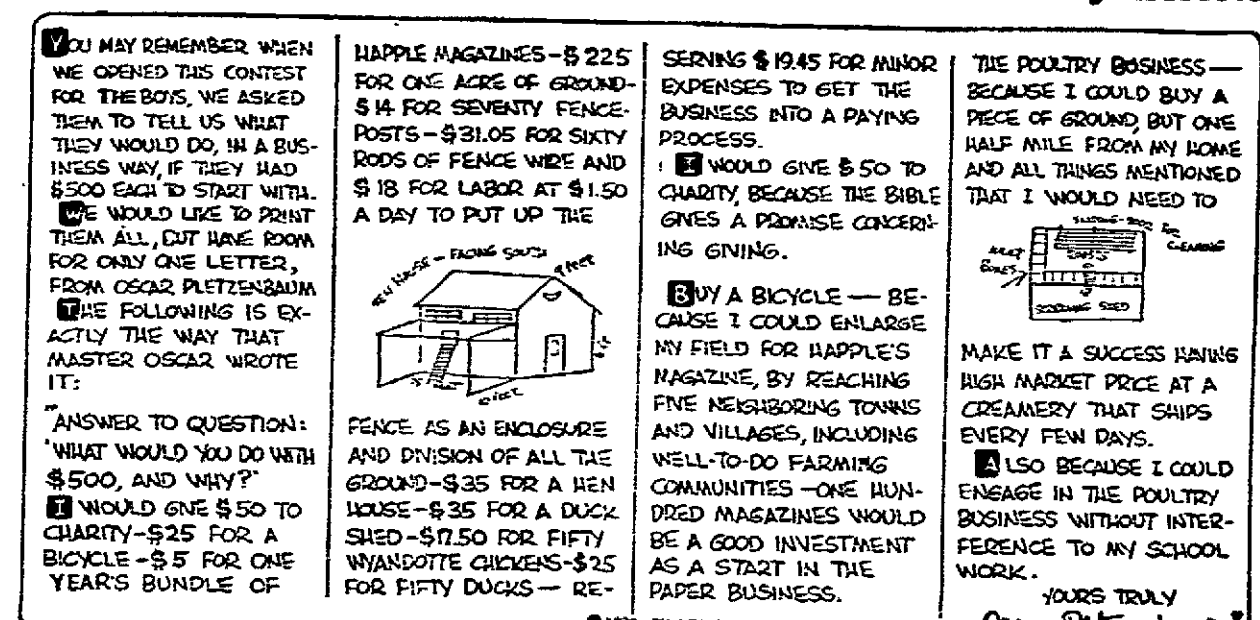 YOU MAY REMEMBER WHEN
WE OPENED THIS CONTEST
FOR THE BOYS, WE ASKED
THEM TO TELL US WHAT
THEY WOULD DO, IN A BUS-
INESS WAY, IF THEY HAD
$500 EACH TO START WITH.
WE WOULD LIKE TO PRINT
THEM ALL, BUT HAVE ROOM
FOR ONLY ONE LETTER,
FROM OSCAR PLETZENBAUM
THE FOLLOWING IS EX-
ACTLY THE WAY THAT
MASTER OSCAR WROTE
IT:
"ANSWER TO QUESTION:
'WHAT WOULD YOU DO WITH
$500, AND WHY?'
I WOULD GIVE $50 TO
CHARITY-$25 FOR A
BICYCLE-$5 FOR ONE
YEAR'S BUNDLE OF
HAPPLE MAGAZINES-$225
FOR ONE ACRE OF GROUND-
$14 FOR SEVENTY FENCE-
POSTS-$31.05 FOR SIXTY
RODS OF FENCE WIRE AND
$18 FOR LABOR AT $1.50
A DAY TO PUT UP THE
HEN HOUSE - FACING SOUTH
FENCE AS AN ENCLOSURE
AND DIVISION OF ALL THE
GROUND-$35 FOR A HEN
HOUSE-$35 FOR A DUCK
SHED-$17.50 FOR FIFTY
WYANDOTTE CHICKENS-$25
FOR FIFTY DUCKS— RE-
SERVING $19.45 FOR MINOR
EXPENSES TO GET THE
BUSINESS INTO A PAYING
PROCESS.
I WOULD GIVE $50 TO
CHARITY, BECAUSE THE BIBLE
GIVES A PROMISE CONCERN-
ING GIVING.
BUY A BICYCLE — BE-
CAUSE I COULD ENLARGE
MY FIELD FOR HAPPLE'S
MAGAZINE, BY REACHING
FIVE NEIGHBORING TOWNS
AND VILLAGES, INCLUDING
WELL-TO-DO FARMING
COMMUNITIES —ONE HUN-
DRED MAGAZINES WOULD
BE A GOOD INVESTMENT
AS A START IN THE
PAPER BUSINESS.
THE POULTRY BUSINESS—
BECAUSE I COULD BUY A
PIECE OF GROUND, BUT ONE
HALF MILE FROM MY HOME
AND ALL THINGS MENTIONED
THAT I WOULD NEED TO
CLEANING
MAKE IT A SUCCESS HAVING
HIGH MARKET PRICE AT A
CREAMERY THAT SHIPS
EVERY FEW DAYS.
ALSO BECAUSE I COULD
ENGAGE IN THE POULTRY
BUSINESS WITHOUT INTER-
FERENCE TO MY SCHOOL
WORK.
YOURS TRULY